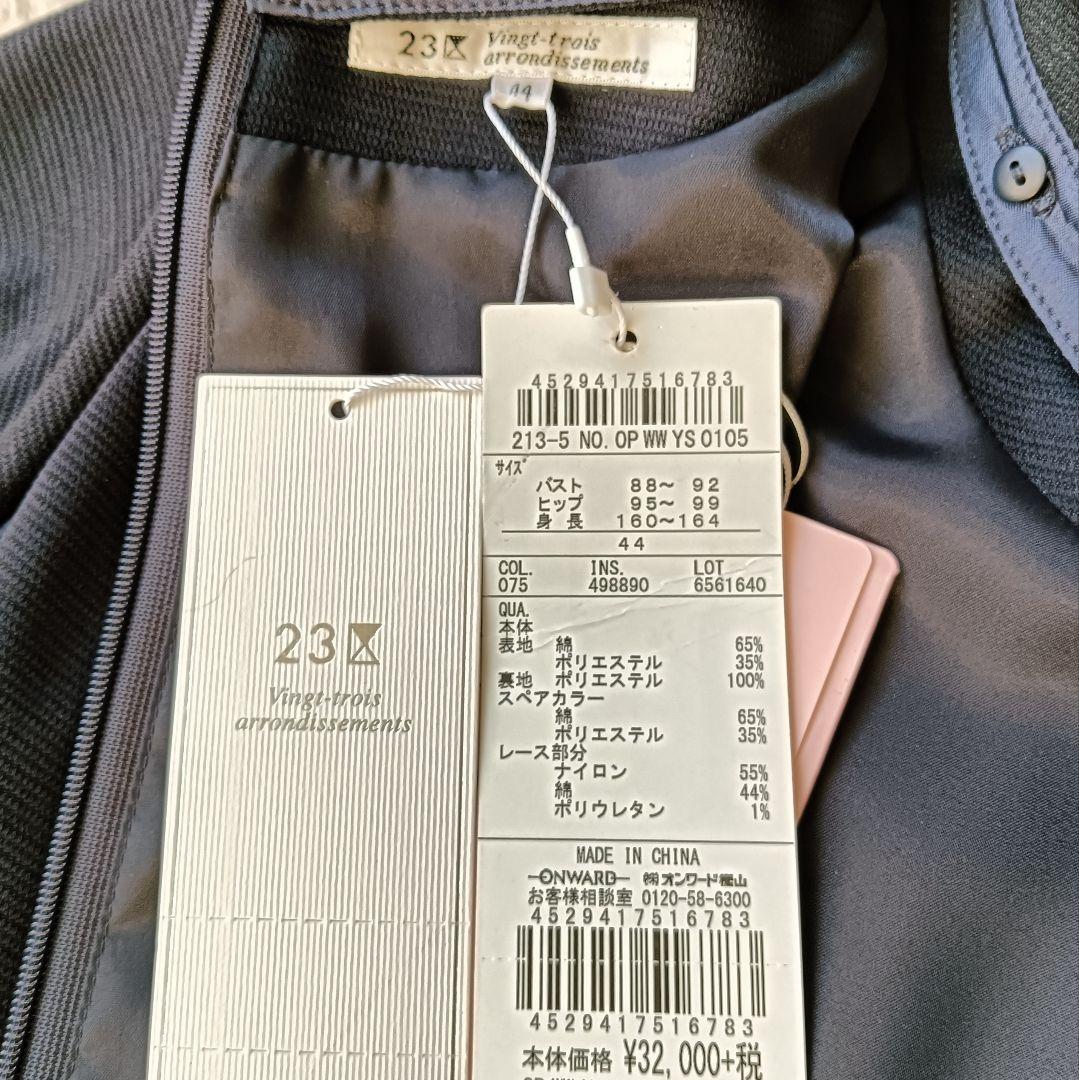 23区 Vingt-trois
arrondissements
44
4529417516783
213-5 NO. OP WW YS 0105
サイズ
バスト 88～ 92
ヒップ 95～ 99
身長 160～164
44
COL. INS. LOT
075 498890 6561640
QUA.
本体
表地 綿 65%
ポリエステル 35%
裏地 ポリエステル 100%
スペアカラー
綿 65%
ポリエステル 35%
レース部分
ナイロン 55%
綿 44%
ポリウレタン 1%
MADE IN CHINA
ONWARD ㈱オンワード樫山
お客様相談室 0120-58-6300
4529417516783
4529417516783
本体価格 ¥32,000+税
23区
Vingt-trois
arrondissements